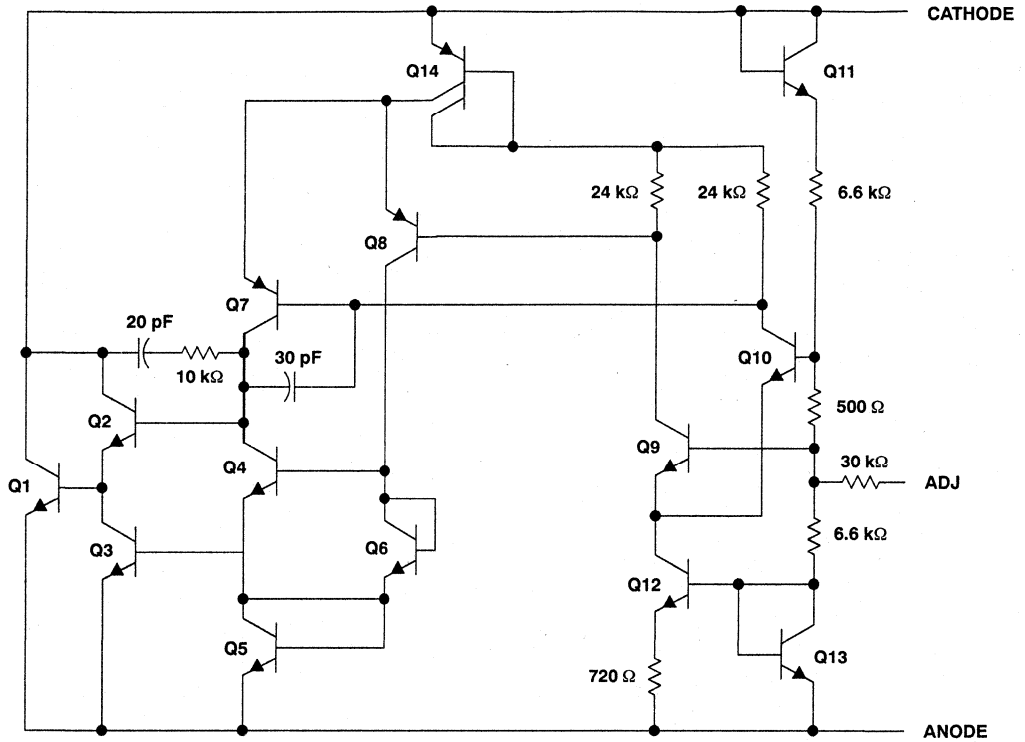 CATHODE
Q14
Q11
24 kΩ
24 kΩ
6.6 kΩ
Q8
Q7
20 pF
30 pF
10 kΩ
Q10
500 Ω
Q2
Q9
30 kΩ
Q4
Q1
ADJ
6.6 kΩ
Q3
Q6
Q12
Q5
Q13
720 Ω
ANODE